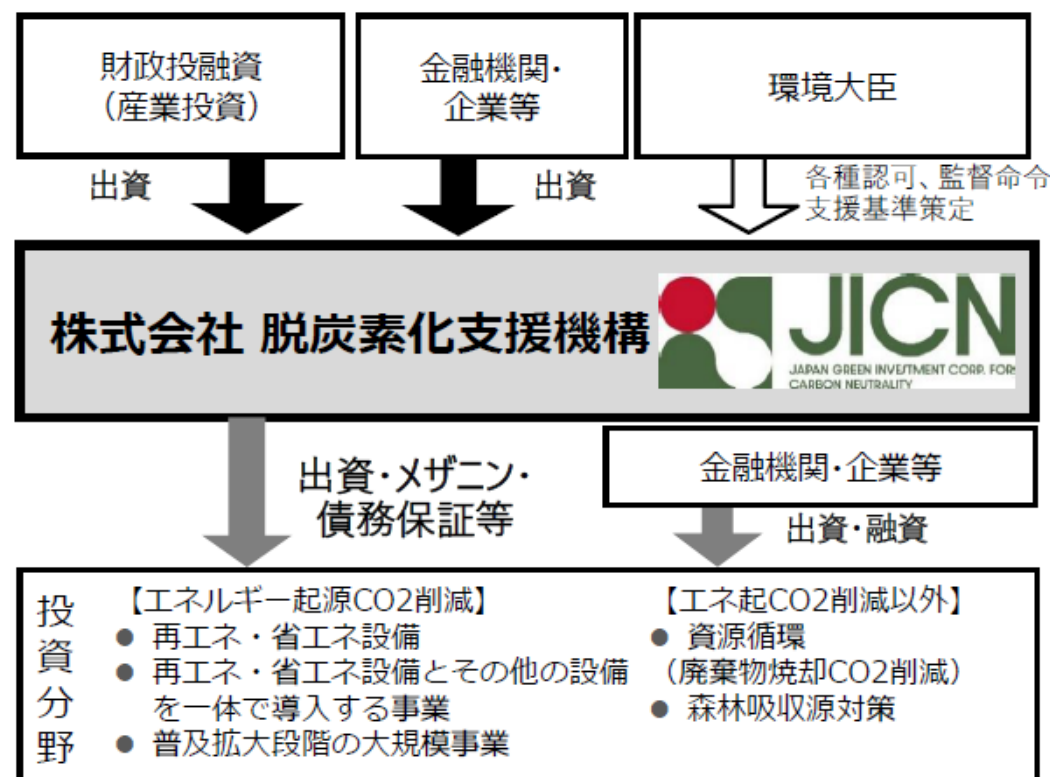 財政投融資
（産業投資）
金融機関・
企業等
環境大臣
出資
出資
各種認可、監督命令
支援基準策定
株式会社 脱炭素化支援機構
JICN
JAPAN GREEN INVESTMENT CORP. FOR
CARBON NEUTRALITY
出資・メザニン・
債務保証等
金融機関・企業等
出資・融資
投資分野
【エネルギー起源CO2削減】
● 再エネ・省エネ設備
● 再エネ・省エネ設備とその他の設備
を一体で導入する事業
● 普及拡大段階の大規模事業
【エネ起CO2削減以外】
● 資源循環
（廃棄物焼却CO2削減）
● 森林吸収源対策